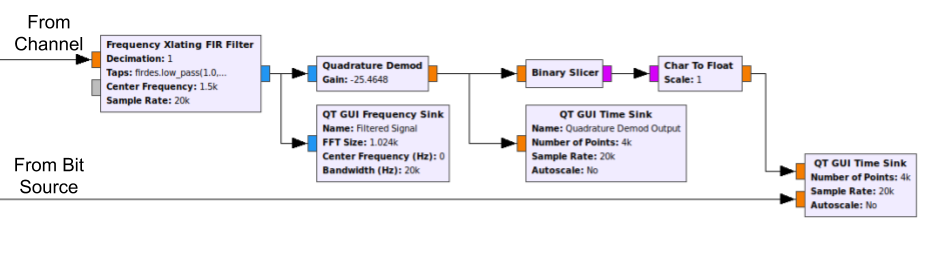 From
Channel
Frequency Xlating FIR Filter
Decimation: 1
Taps: firdes.low_pass(1.0,...
Center Frequency: 1.5k
Sample Rate: 20k
Quadrature Demod
Gain: -25.4648
Binary Slicer
Char To Float
Scale: 1
QT GUI Frequency Sink
Name: Filtered Signal
FFT Size: 1.024k
Center Frequency (Hz): 0
Bandwidth (Hz): 20k
QT GUI Time Sink
Name: Quadrature Demod Output
Number of Points: 4k
Sample Rate: 20k
Autoscale: No
From Bit
Source
QT GUI Time Sink
Number of Points: 4k
Sample Rate: 20k
Autoscale: No